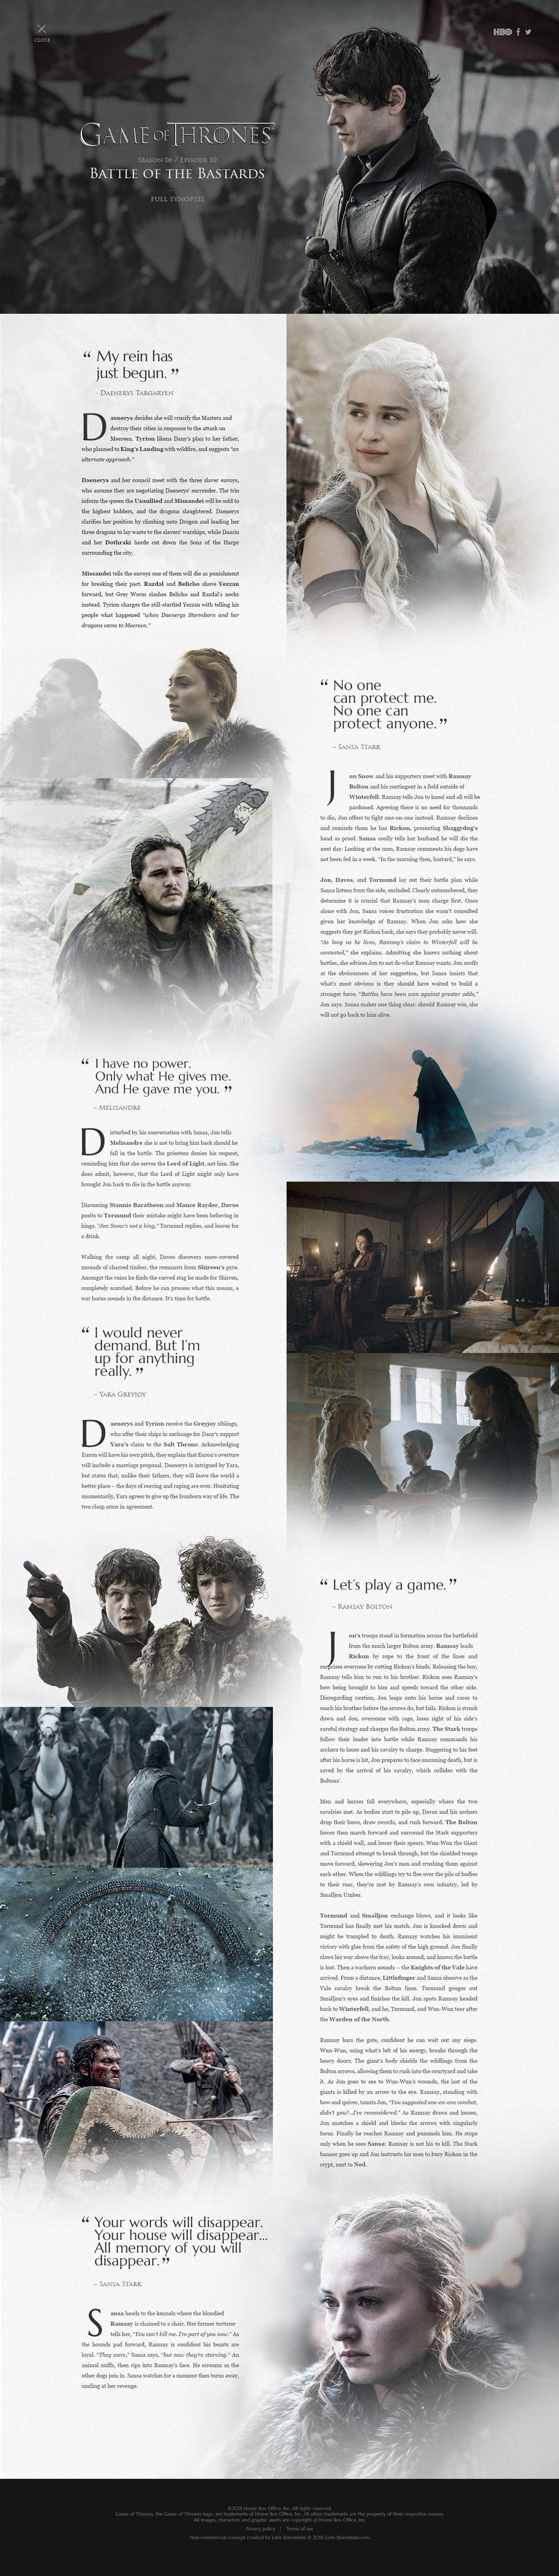 CLOSE
HBO
GAME OF THRONES
SEASON 06 / EPISODE 10
BATTLE OF THE BASTARDS
FULL SYNOPSIS
“ My rein has
just begun. ”
- DAENERYS TARGARYEN
Daenerys decides she will crucify the Masters and
destroy their cities in response to the attack on
Meereen. Tyrion likens Dany's plan to her father,
who planned to King's Landing with wildfire, and suggests "an
alternate approach."
Daenerys and her council meet with the three slaver envoys,
who assume they are negotiating Daenerys' surrender. The trio
inform the queen the Unsullied and Missandei will be sold to
the highest bidders, and the dragons slaughtered. Daenerys
clarifies her position by climbing onto Drogon and leading her
three dragons to lay waste to the slavers' warships, while Daario
and her Dothraki horde cut down the Sons of the Harpy
surrounding the city.
Missandei tells the envoys one of them will die as punishment
for breaking their pact. Razdal and Belicho shove Yezzan
forward, but Grey Worm slashes Belicho and Razdal's necks
instead. Tyrion charges the still-startled Yezzan with telling his
people what happened "when Daenerys Stormborn and her
dragons came to Meereen."
“ No one
can protect me.
No one can
protect anyone. ”
– SANSA STARK
Jon Snow and his supporters meet with Ramsay
Bolton and his contingent in a field outside of
Winterfell. Ramsay tells Jon to kneel and all will be
pardoned. Agreeing there is no need for thousands
to die, Jon offers to fight one-on-one instead. Ramsay declines
and reminds them he has Rickon, presenting Shaggydog's
head as proof. Sansa coolly tells her husband he will die the
next day. Looking at the men, Ramsay comments his dogs have
not been fed in a week. "In the morning then, bastard," he says.
Jon, Davos, and Tormund lay out their battle plan while
Sansa listens from the side, excluded. Clearly outnumbered, they
determine it is crucial that Ramsay's men charge first. Once
alone with Jon, Sansa voices frustration she wasn't consulted
given her knowledge of Ramsay. When Jon asks how she
suggests they get Rickon back, she says they probably never will.
"As long as he lives, Ramsay's claim to Winterfell will be
contested," she explains. Admitting she knows nothing about
battles, she advises Jon to not do what Ramsay wants. Jon scoffs
at the obviousness of her suggestion, but Sansa insists that
what's most obvious is they should have waited to build a
stronger force. "Battles have been won against greater odds,"
Jon says. Sansa makes one thing clear: should Ramsay win, she
will not go back to him alive.
“ I have no power.
Only what He gives me.
And He gave me you. ”
– MELISANDRE
Disturbed by his conversation with Sansa, Jon tells
Melisandre she is not to bring him back should he
fall in the battle. The priestess denies his request,
reminding him that she serves the Lord of Light, not him. She
does admit, however, that the Lord of Light might only have
brought Jon back to die in the battle anyway.
Discussing Stannis Baratheon and Mance Rayder, Davos
posits to Tormund their mistake might have been believing in
kings. "Jon Snow's not a king," Tormund replies, and leaves for
a drink.
Walking the camp all night, Davos discovers snow-covered
mounds of charred timber, the remnants from Shireen's pyre.
Amongst the ruins he finds the carved stag he made for Shireen,
completely scorched. Before he can process what this means, a
war horns sounds in the distance. It's time for battle.
“ I would never
demand. But I'm
up for anything
really. ”
– YARA GREYJOY
Daenerys and Tyrion receive the Greyjoy siblings,
who offer their ships in exchange for Dany's support
Yara's claim to the Salt Throne. Acknowledging
Euron will have his own pitch, they explain that Euron's overture
will include a marriage proposal. Daenerys is intrigued by Yara,
but states that, unlike their fathers, they will leave the world a
better place – the days of reaving and raping are over. Hesitating
momentarily, Yara agrees to give up the Ironborn way of life. The
two clasp arms in agreement.
“ Let's play a game. ”
– RAMSAY BOLTON
Jon's troops stand in formation across the battlefield
from the much larger Bolton army. Ramsay leads
Rickon by rope to the front of the lines and
surprises everyone by cutting Rickon's binds. Releasing the boy,
Ramsay tells him to run to his brother. Rickon sees Ramsay's
bow being brought to him and speeds toward the other side.
Disregarding caution, Jon leaps onto his horse and races to
reach his brother before the arrows do, but fails. Rickon is struck
down and Jon, overcome with rage, loses sight of his side's
careful strategy and charges the Bolton army. The Stark troops
follow their leader into battle while Ramsay commands his
archers to loose and his cavalry to charge. Staggering to his feet
after his horse is hit, Jon prepares to face oncoming death, but is
saved by the arrival of his cavalry, which collides with the
Boltons'.
Men and horses fall everywhere, especially where the two
cavalries met. As bodies start to pile up, Davos and his archers
drop their bows, draw swords, and rush forward. The Bolton
forces then march forward and surround the Stark supporters
with a shield wall, and lower their spears. Wun-Wun the Giant
and Tormund attempt to break through, but the shielded troops
move forward, skewering Jon's men and crushing them against
each other. When the wildlings try to flee over the pile of bodies
to their rear, they're met by Ramsay's own infantry, led by
Smalljon Umber.
Tormund and Smalljon exchange blows, and it looks like
Tormund has finally met his match. Jon is knocked down and
might be trampled to death. Ramsay watches his imminent
victory with glee from the safety of the high ground. Jon finally
claws his way above the fray, looks around, and knows the battle
is lost. Then a warhorn sounds – the Knights of the Vale have
arrived. From a distance, Littlefinger and Sansa observe as the
Vale cavalry break the Bolton lines. Tormund gouges out
Smalljon's eyes and finishes the kill. Jon spots Ramsay headed
back to Winterfell, and he, Tormund, and Wun-Wun tear after
the Warden of the North.
Ramsay bars the gate, confident he can wait out any siege.
Wun-Wun, using what's left of his energy, breaks through the
heavy doors. The giant's body shields the wildlings from the
Bolton arrows, allowing them to rush into the courtyard and take
it. As Jon goes to see to Wun-Wun's wounds, the last of the
giants is killed by an arrow to the eye. Ramsay, standing with
bow and quiver, taunts Jon, "You suggested one-on-one combat,
didn't you?...I've reconsidered." As Ramsay draws and looses,
Jon matches a shield and blocks the arrows with singularly
focus. Finally he reaches Ramsay and pummels him. He stops
only when he sees Sansa: Ramsay is not his to kill. The Stark
banner goes up and Jon instructs his men to bury Rickon in the
crypt, next to Ned.
“ Your words will disappear.
Your house will disappear...
All memory of you will
disappear. ”
– SANSA STARK
Sansa heads to the kennels where the bloodied
Ramsay is chained to a chair. Her former torturer
tells her, "You can't kill me. I'm part of you now." As
the hounds pad forward, Ramsay is confident his beasts are
loyal. "They were," Sansa says, "but now they're starving." An
animal sniffs, then rips into Ramsay's face. He screams as the
other dogs join in. Sansa watches for a moment then turns away,
smiling at her revenge.
©2018 Home Box Office, Inc. All rights reserved.
Game of Thrones, the Game of Thrones logo, are trademarks of Home Box Office, Inc. All other trademarks are the property of their respective owners.
All images, characters and graphic assets are copyright of Home Box Office, Inc.
Privacy policy | Terms of use